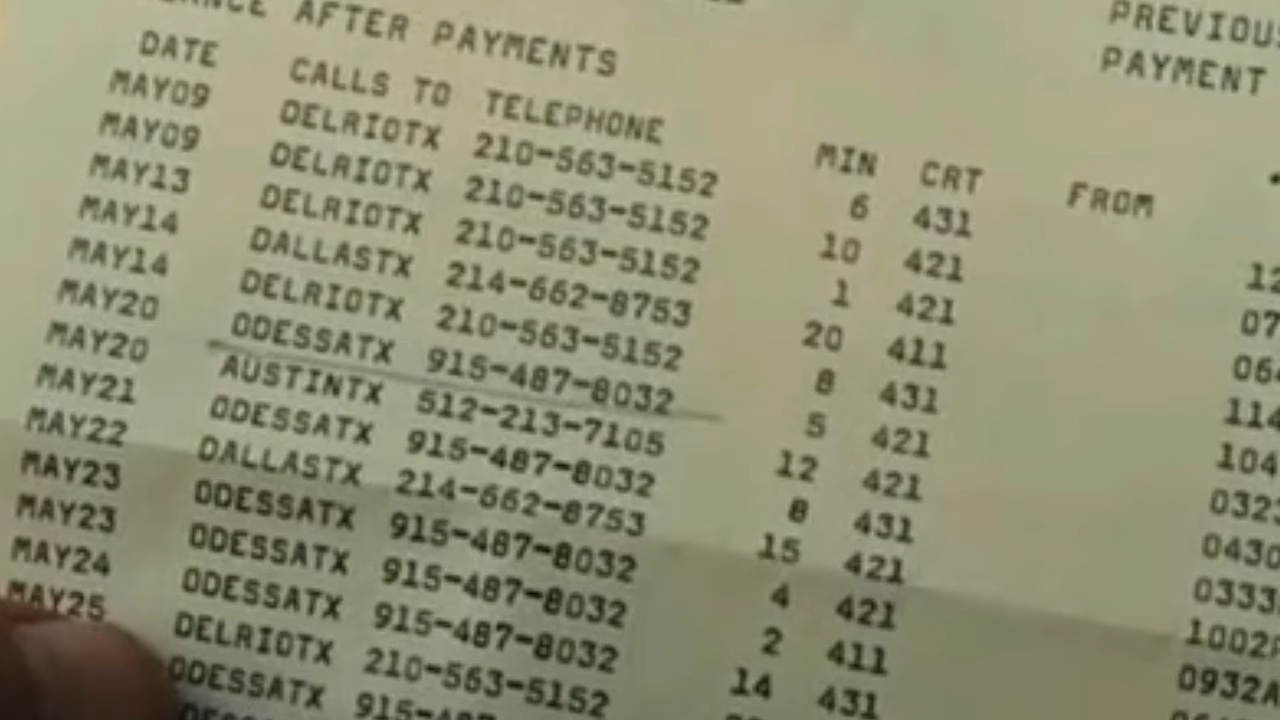 AFTER PAYMENTS
PREVIOUS
PAYMENT
DATE CALLS TO TELEPHONE MIN CRT FROM
MAY09 DELRIOTX 210-563-5152 6 431 12
MAY09 DELRIOTX 210-563-5152 10 421 07
MAY13 DELRIOTX 210-563-5152 1 421 064
MAY14 DALLASTX 214-662-8753 20 411 114
MAY14 DELRIOTX 210-563-5152 8 431 104
MAY20 ODESSATX 915-487-8032 5 421 032
MAY20 AUSTINTX 512-213-7105 12 421 0430
MAY21 ODESSATX 915-487-8032 8 431 0333
MAY22 DALLASTX 214-662-8753 15 421 1002
MAY23 ODESSATX 915-487-8032 4 421 0932A
MAY23 ODESSATX 915-487-8032 2 411
MAY24 ODESSATX 915-487-8032 14 431
MAY25 DELRIOTX 210-563-5152
ODESSATX 915-487